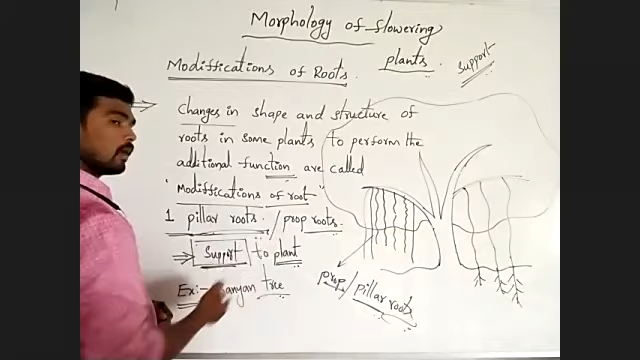 Morphology of flowering
plants.
Support
Modiffications of Roots.
Changes in shape and structure of
roots in some plants to perform the
additional function are called
"Modiffications of root"
1 pillar roots. / prop roots.
⇒ Support to plant
Ex:- Banyan tree
prop / pillar roots